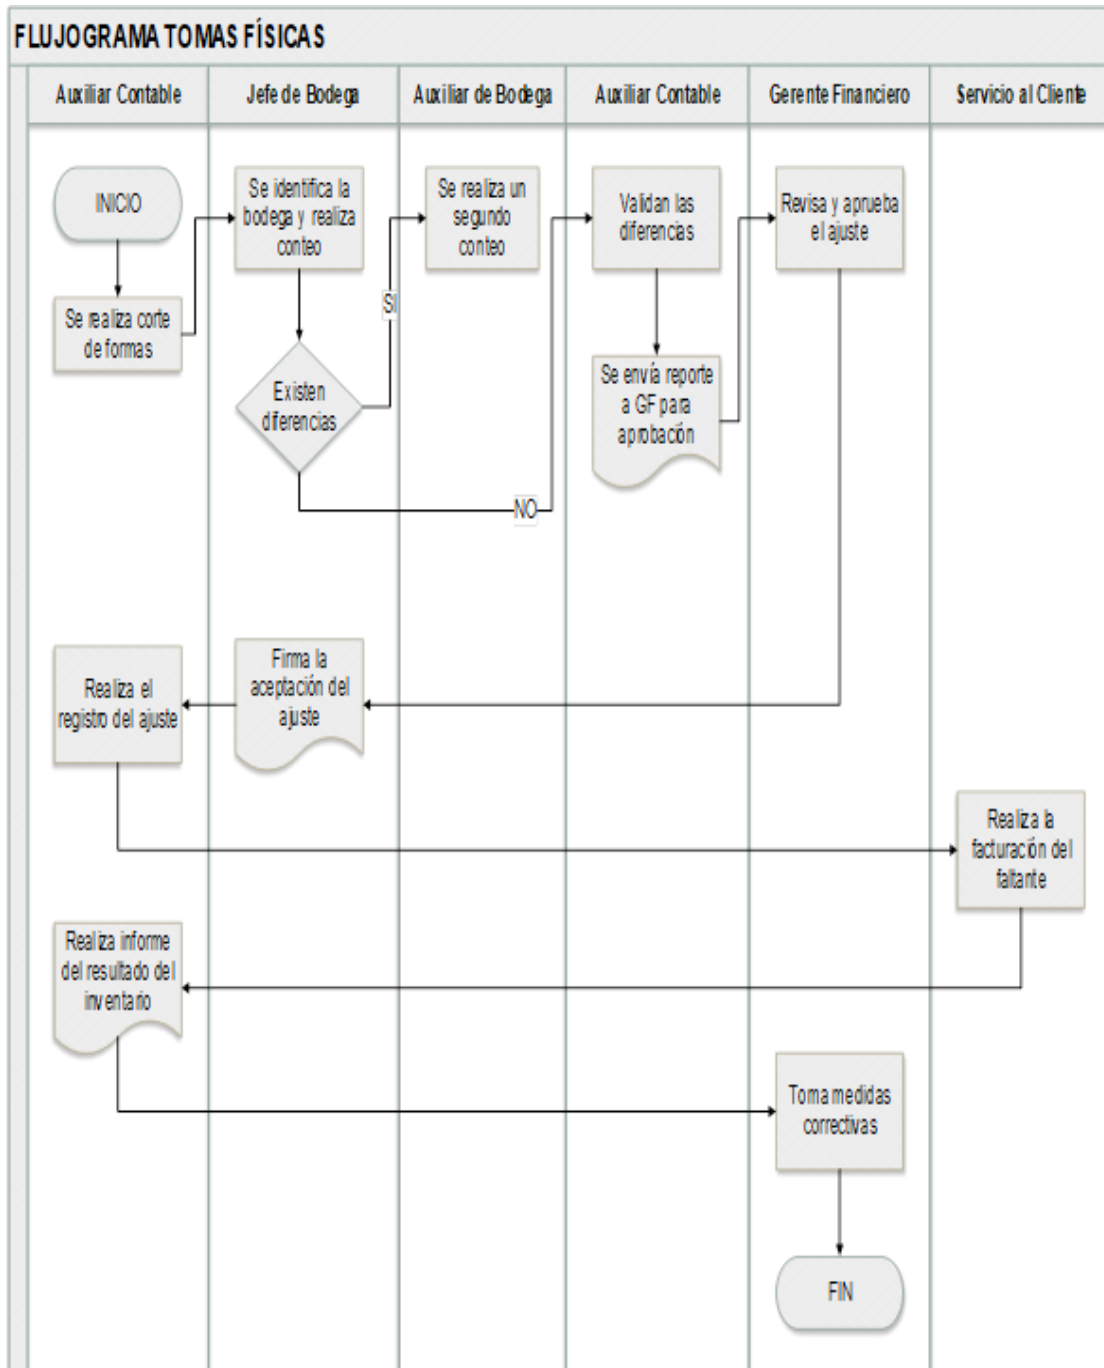 FLUJOGRAMA TOMAS FÍSICAS
Auxiliar Contable
Jefe de Bodega
Auxiliar de Bodega
Auxiliar Contable
Gerente Financiero
Servicio al Cliente
INICIO
Se identifica la
bodega y realiza
conteo
Se realiza un
segundo
conteo
Validan las
diferencias
Revisa y aprueba
el ajuste
Se realiza corte
de formas
SI
Existen
diferencias
Se envía reporte
a GF para
aprobación
NO
Realiza el
registro del ajuste
Firma la
aceptación del
ajuste
Realiza la
facturación del
faltante
Realiza informe
del resultado del
inventario
Toma medidas
correctivas
FIN